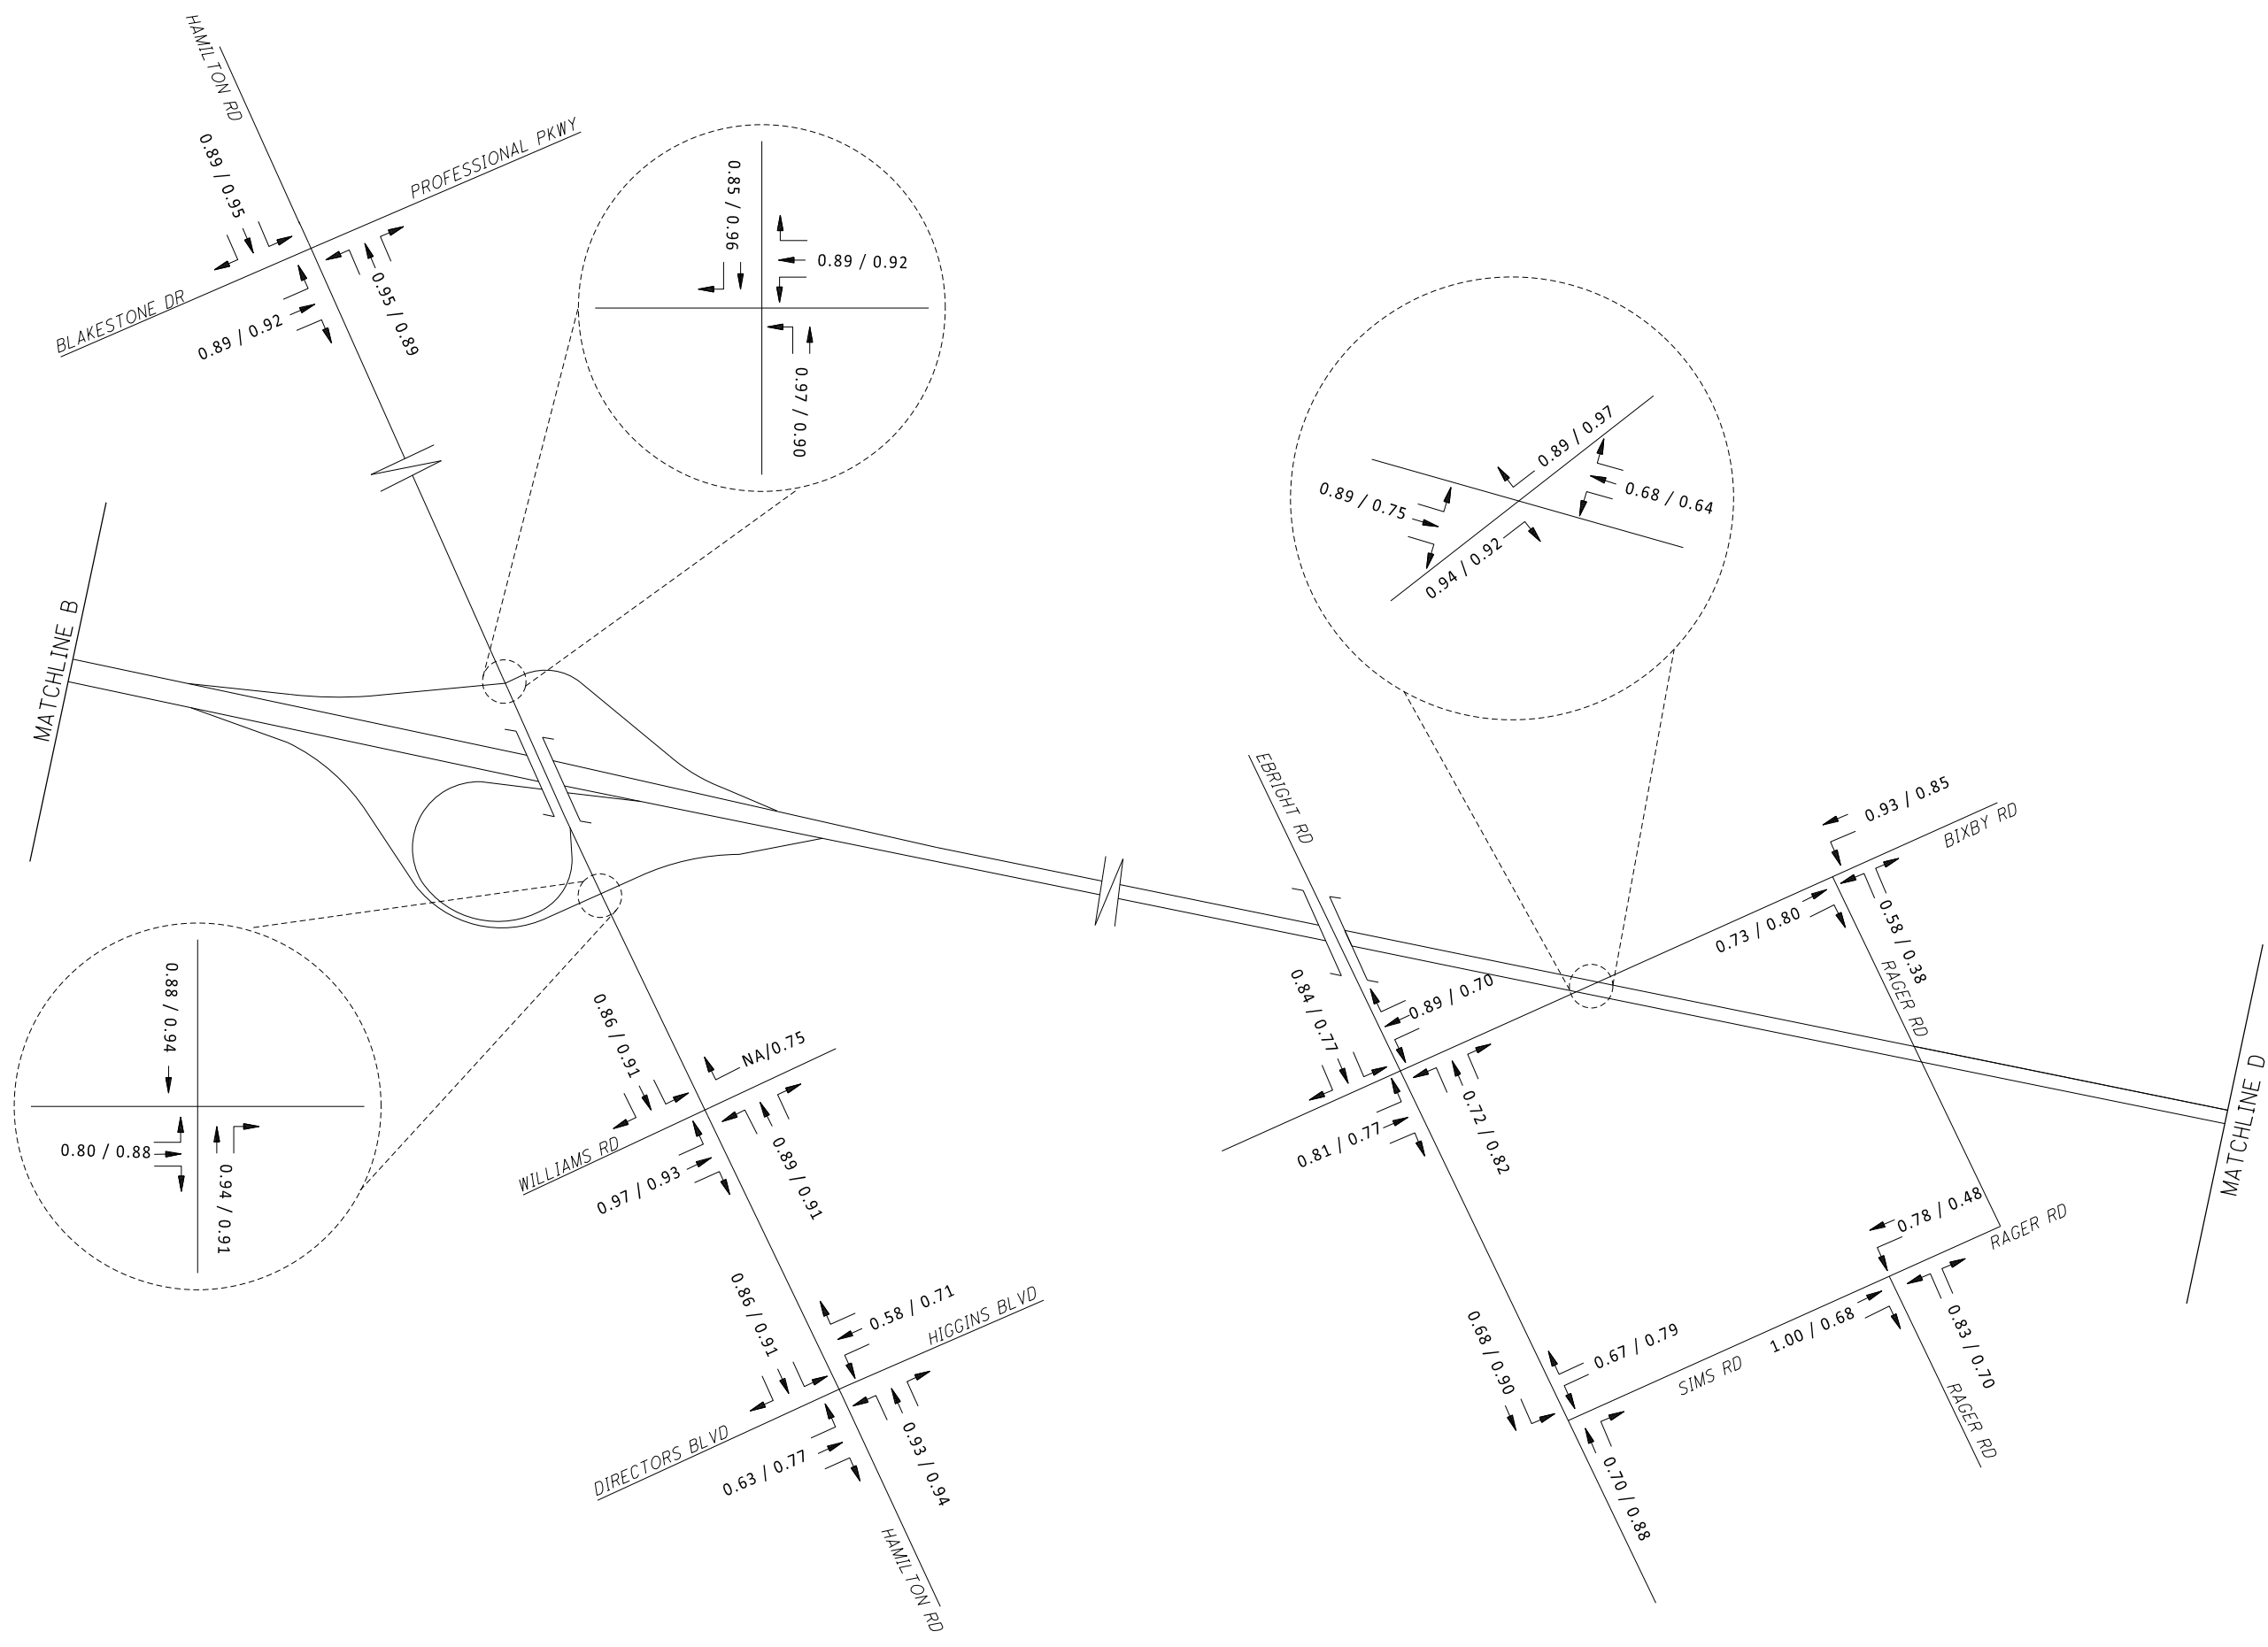 HAMILTON RD
0.89 / 0.95
PROFESSIONAL PKWY
BLAKESTONE DR
0.89 / 0.92
0.95 / 0.89
0.85 / 0.96
0.89 / 0.92
0.97 / 0.90
0.89 / 0.97
0.89 / 0.75
0.68 / 0.64
0.94 / 0.92
MATCHLINE B
EBRIGHT RD
0.93 / 0.85
BIXBY RD
0.73 / 0.80
0.58 / 0.38
RAGER RD
0.84 / 0.77
0.89 / 0.70
0.81 / 0.77
0.72 / 0.82
0.88 / 0.94
0.80 / 0.88
0.94 / 0.91
0.86 / 0.91
NA/0.75
WILLIAMS RD
0.97 / 0.93
0.89 / 0.91
MATCHLINE D
0.78 / 0.48
RAGER RD
0.86 / 0.91
0.58 / 0.71
HIGGINS BLVD
DIRECTORS BLVD
0.63 / 0.77
0.93 / 0.94
HAMILTON RD
0.68 / 0.90
0.67 / 0.79
SIMS RD
1.00 / 0.68
0.83 / 0.70
RAGER RD
0.70 / 0.88